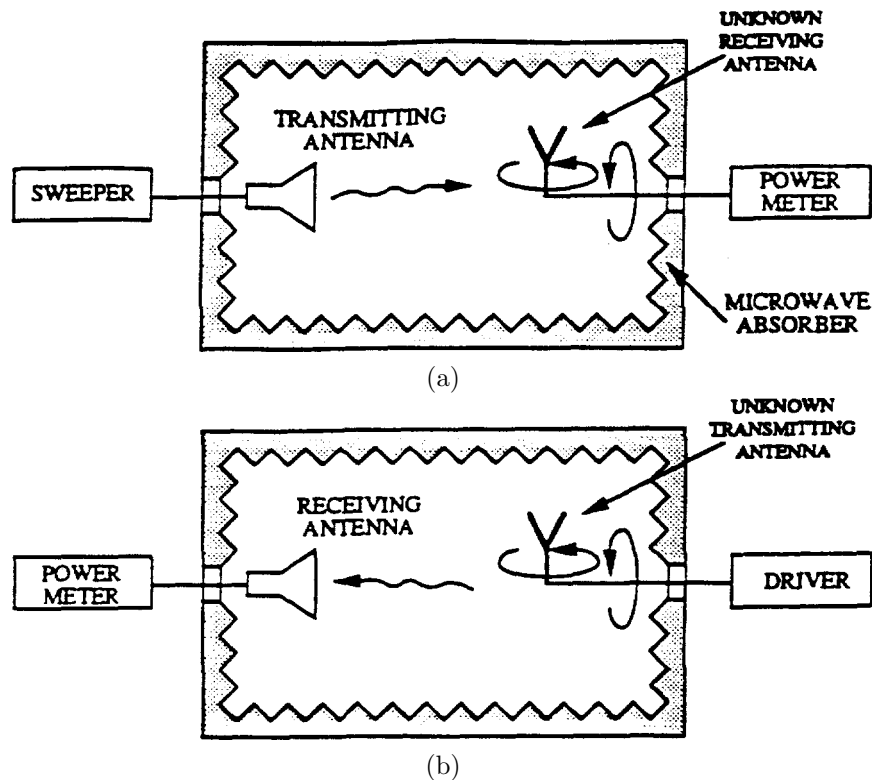 UNKNOWN
RECEIVING
ANTENNA
TRANSMITTING
ANTENNA
SWEEPER
POWER
METER
MICROWAVE
ABSORBER
(a)
UNKNOWN
TRANSMITTING
ANTENNA
RECEIVING
ANTENNA
POWER
METER
DRIVER
(b)